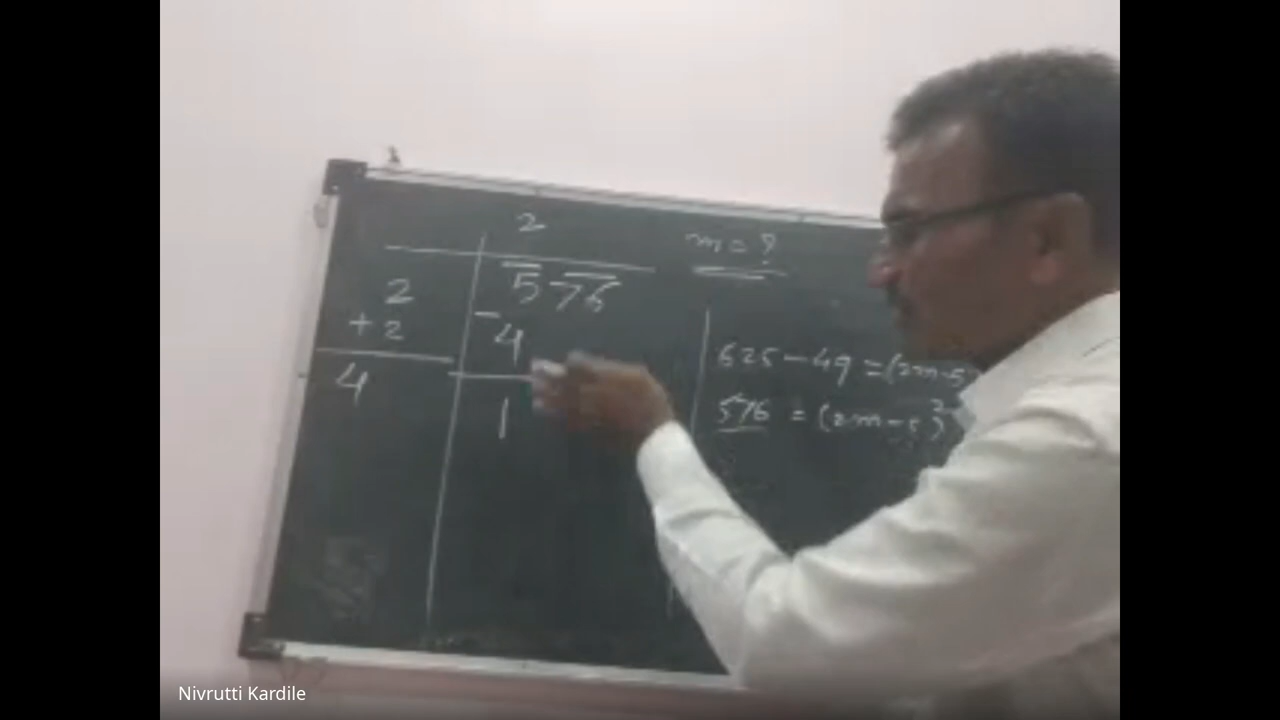 2
m = ?
2
5 76
+ 2
- 4
4
1
625 - 49 = (2m-5
576 = (2m-5)²
Nivrutti Kardile